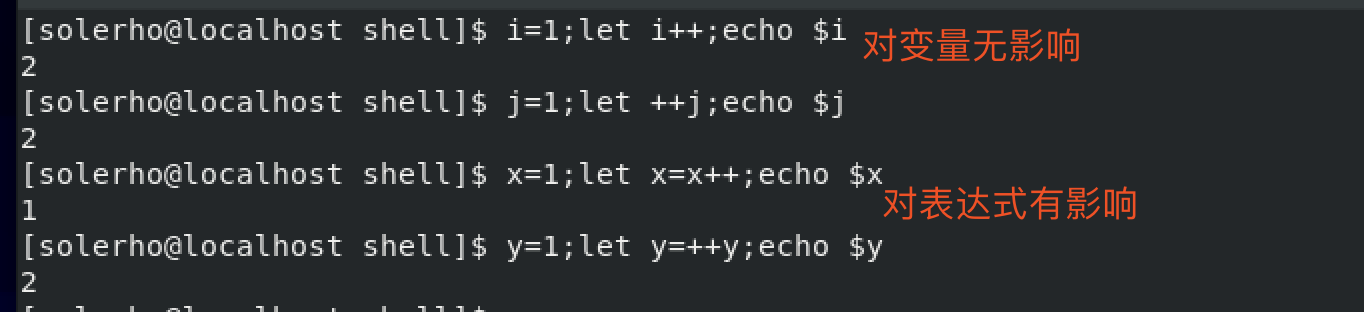 [solerho@localhost shell]$ i=1;let i++;echo $i 对变量无影响
2
[solerho@localhost shell]$ j=1;let ++j;echo $j
2
[solerho@localhost shell]$ x=1;let x=x++;echo $x
1 对表达式有影响
[solerho@localhost shell]$ y=1;let y=++y;echo $y
2